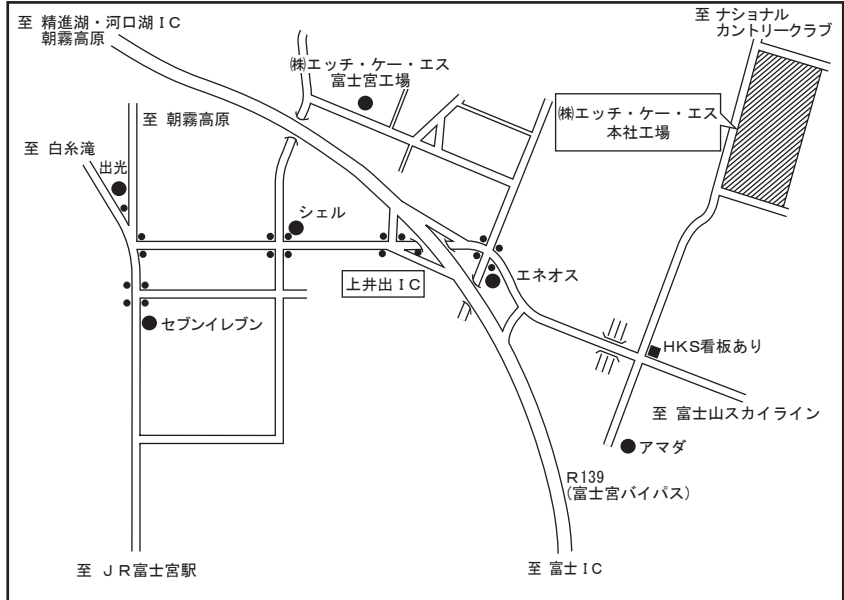 至 精進湖・河口湖ＩＣ
朝霧高原
至 ナショナル
カントリークラブ
㈱エッチ・ケー・エス
富士宮工場
㈱エッチ・ケー・エス
本社工場
至 朝霧高原
至 白糸滝
出光
シェル
上井出ＩＣ
エネオス
セブンイレブン
HKS看板あり
至 富士山スカイライン
アマダ
R139
(富士宮バイパス)
至 ＪＲ富士宮駅
至 富士ＩＣ